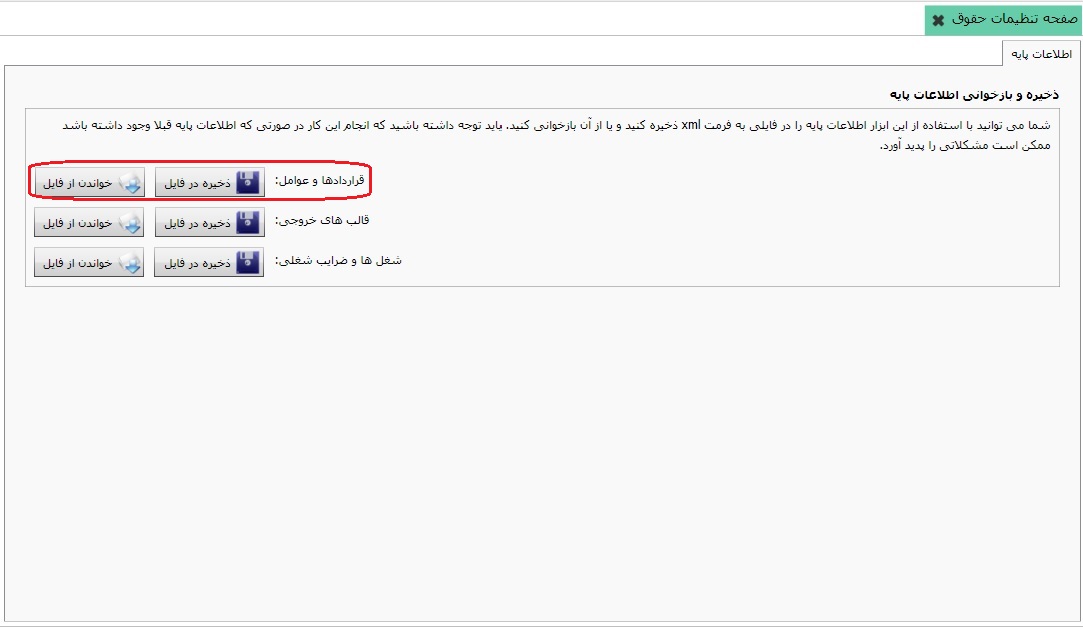 صفحه تنظیمات حقوق
اطلاعات پایه
ذخیره و بازخوانی اطلاعات پایه
شما می توانید با استفاده از این ابزار اطلاعات پایه را در فایلی به فرمت xml ذخیره کنید و یا از آن بازخوانی کنید. باید توجه داشته باشید که انجام این کار در صورتی که اطلاعات پایه قبلا وجود داشته باشد
ممکن است مشکلاتی را پدید آورد.
قراردادها و عوامل: ذخیره در فایل خواندن از فایل
قالب های خروجی: ذخیره در فایل خواندن از فایل
شغل ها و ضرایب شغلی: ذخیره در فایل خواندن از فایل